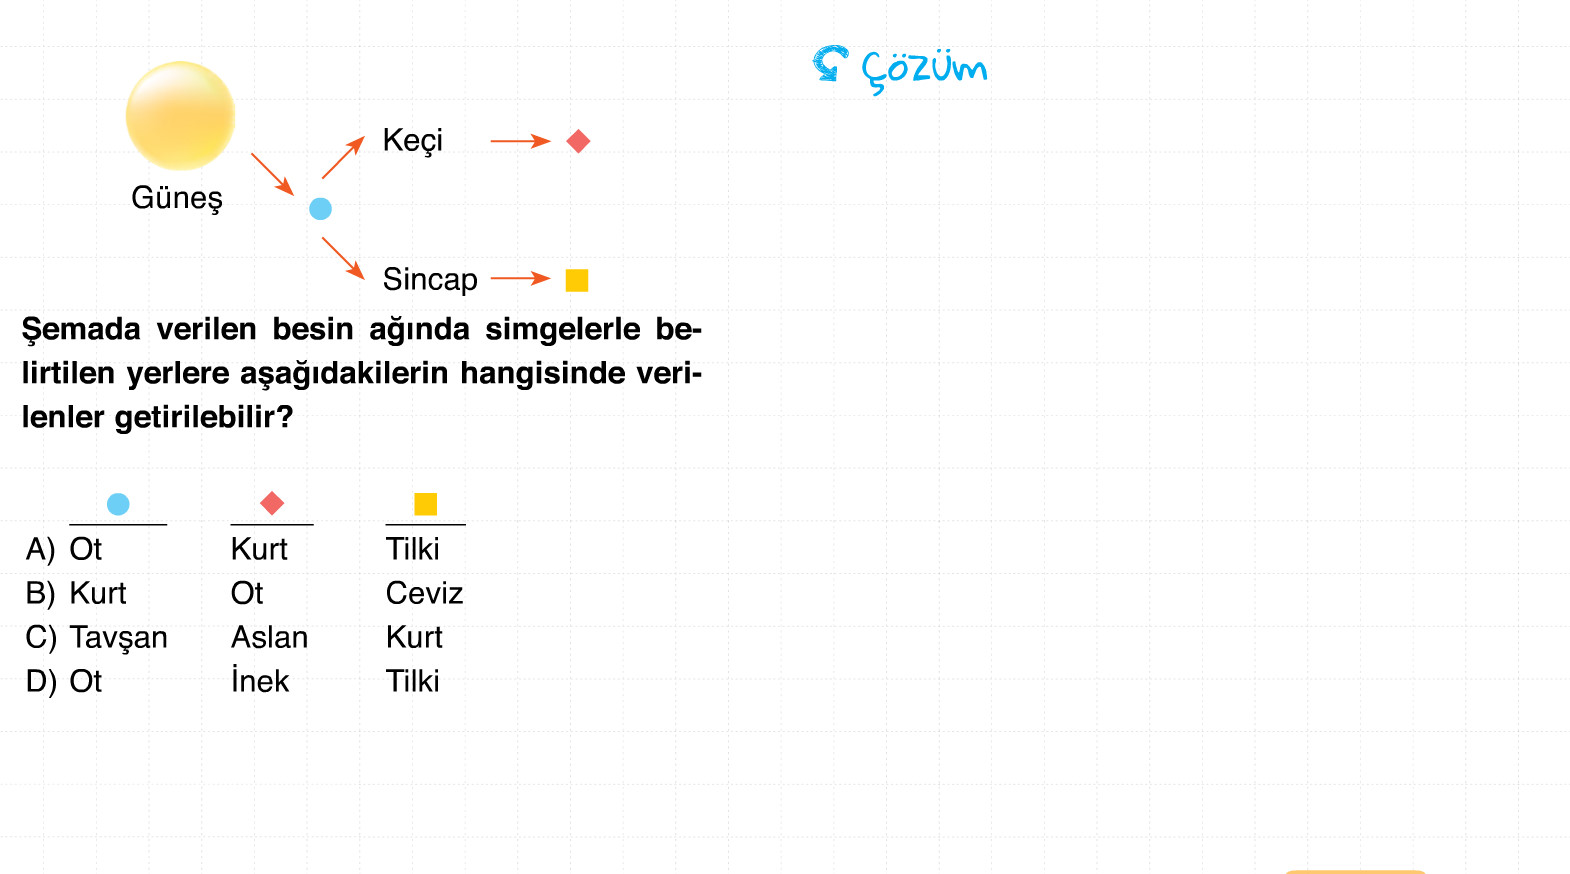 Çözüm
Güneş
Keçi
Sincap
Şemada verilen besin ağında simgelerle be-
lirtilen yerlere aşağıdakilerin hangisinde veri-
lenler getirilebilir?
A) Ot Kurt Tilki
B) Kurt Ot Ceviz
C) Tavşan Aslan Kurt
D) Ot İnek Tilki